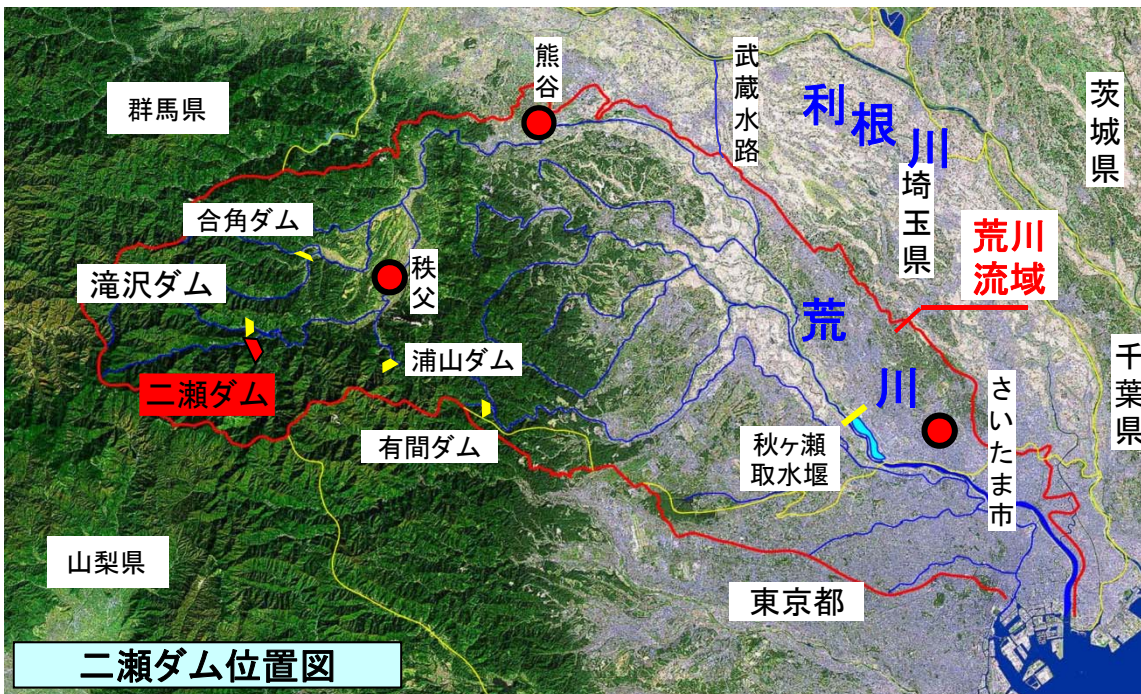 群馬県
熊谷
武蔵水路
利根川
茨城県
埼玉県
合角ダム
秩父
荒川
流域
滝沢ダム
荒川
千葉県
二瀬ダム
浦山ダム
さいたま市
有間ダム
秋ヶ瀬
取水堰
山梨県
東京都
二瀬ダム位置図